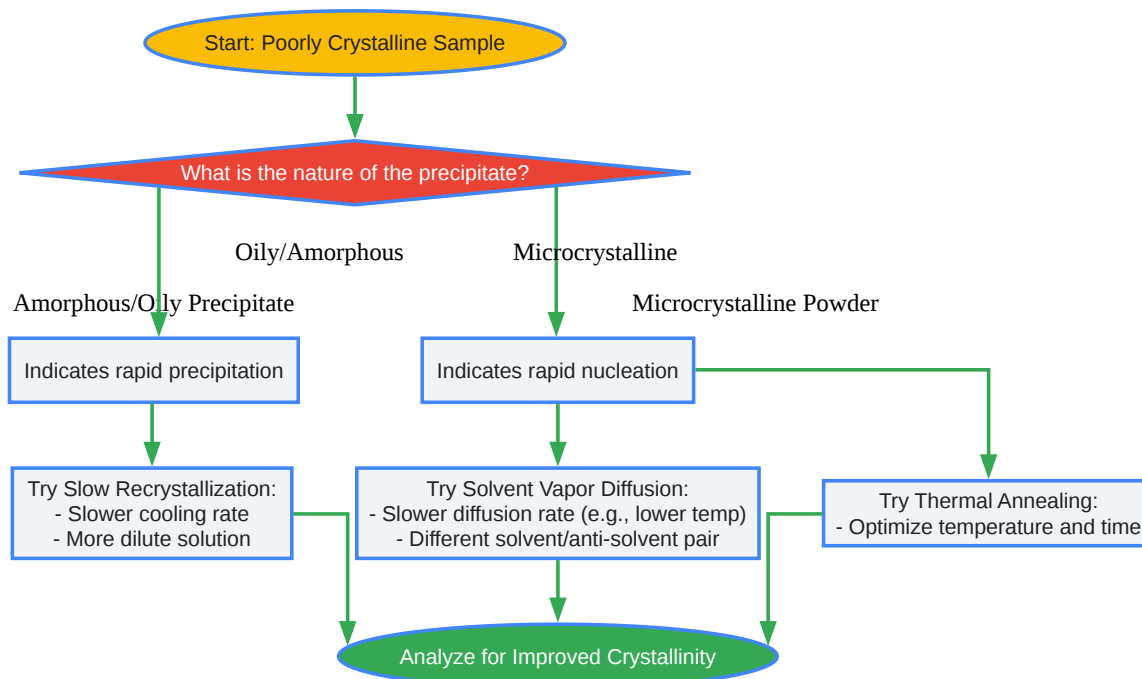 Start: Poorly Crystalline Sample
What is the nature of the precipitate?
Oily/Amorphous
Microcrystalline
Amorphous/Oily Precipitate
Microcrystalline Powder
Indicates rapid precipitation
Indicates rapid nucleation
Try Slow Recrystallization:
- Slower cooling rate
- More dilute solution
Try Solvent Vapor Diffusion:
- Slower diffusion rate (e.g., lower temp)
- Different solvent/anti-solvent pair
Try Thermal Annealing:
- Optimize temperature and time
Analyze for Improved Crystallinity